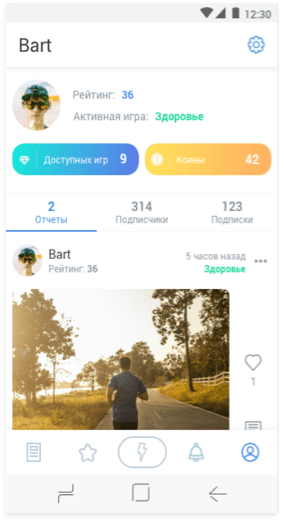 12:30
Bart
Рейтинг: 36
Активная игра: Здоровье
Доступных игр 9
Коины 42
2 314 123
Отчеты Подписчики Подписки
Bart 5 часов назад
Рейтинг: 36 Здоровье
1